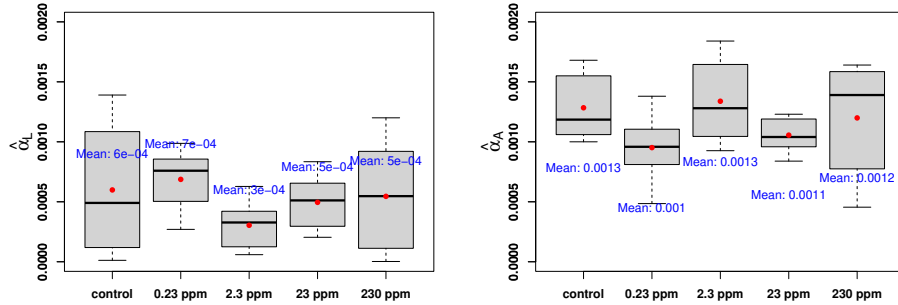 0.0020
0.0015
0.0010
0.0005
0.0000
α̂L
Mean: 6e−04
Mean: 7e−04
Mean: 3e−04
Mean: 5e−04
Mean: 5e−04
control 0.23 ppm 2.3 ppm 23 ppm 230 ppm
0.0020
0.0015
0.0010
0.0005
0.0000
α̂A
Mean: 0.0013
Mean: 0.001
Mean: 0.0013
Mean: 0.0011
Mean: 0.0012
control 0.23 ppm 2.3 ppm 23 ppm 230 ppm